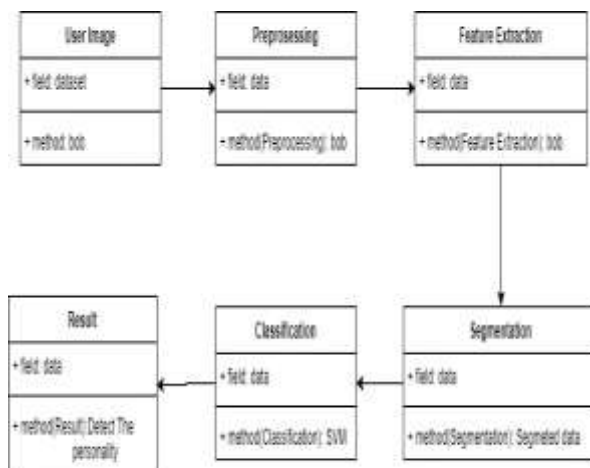 User Image
+ field: dataset
+ method: bob
Preprosessing
+ field: data
+ method(Preprocessing): bob
Feature Extraction
+ field: data
+ method(Feature Extraction): bob
Result
+ field: data
+ method(Result):Detect The
personality
Classification
+ field: data
+ method(Classification): SVM
Segmentation
+ field: data
+ method(Segmentation): Segmeted data